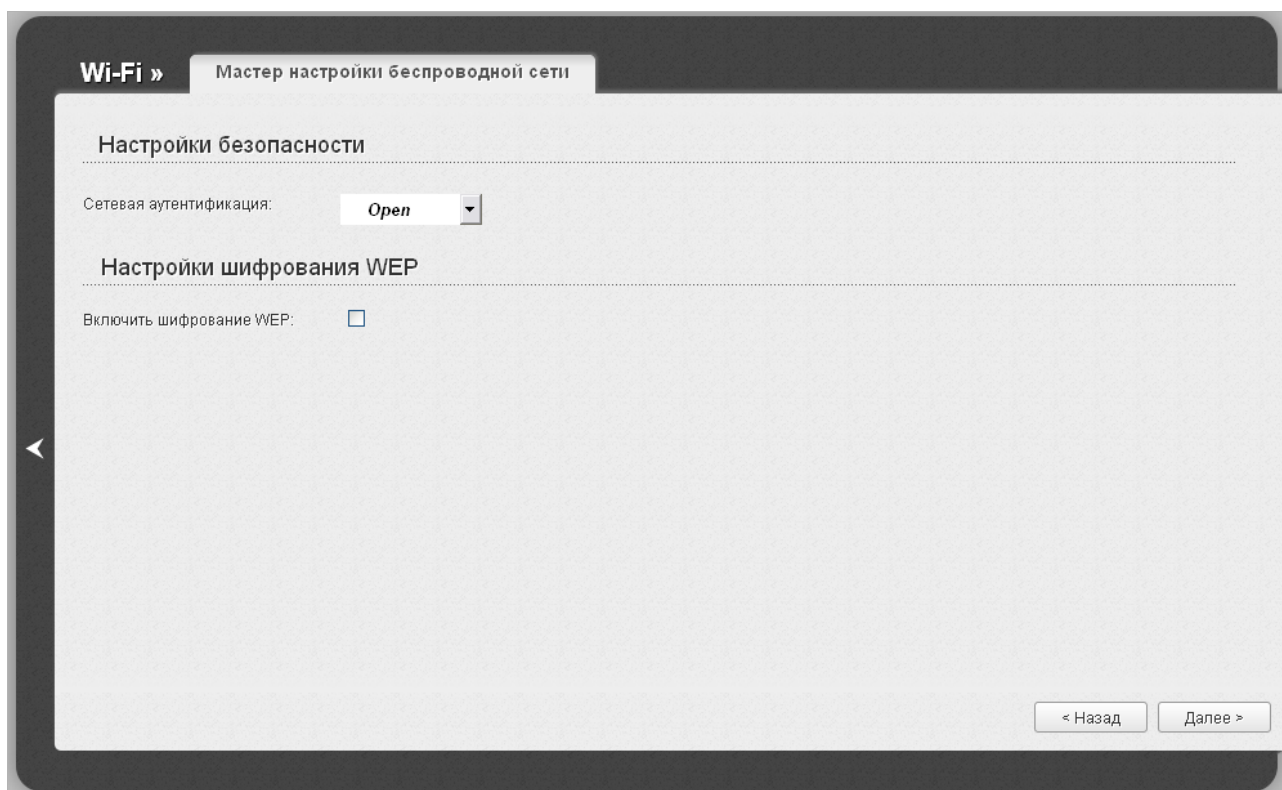 Wi-Fi » Мастер настройки беспроводной сети
Настройки безопасности
Сетевая аутентификация: Open
Настройки шифрования WEP
Включить шифрование WEP:
< Назад Далее >